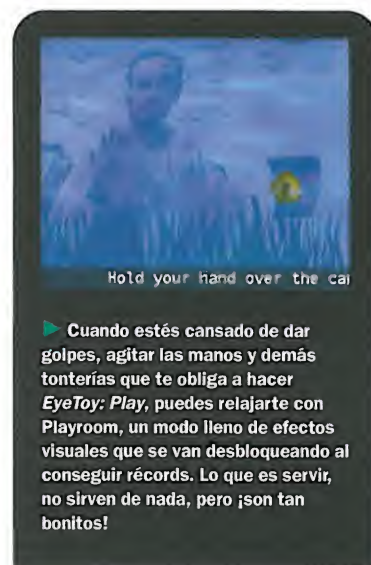 Hold your hand over the ca
Cuando estés cansado de dar
golpes, agitar las manos y demás
tonterías que te obliga a hacer
EyeToy: Play, puedes relajarte con
Playroom, un modo lleno de efectos
visuales que se van desbloqueando al
conseguir récords. Lo que es servir,
no sirven de nada, pero ¡son tan
bonitos!